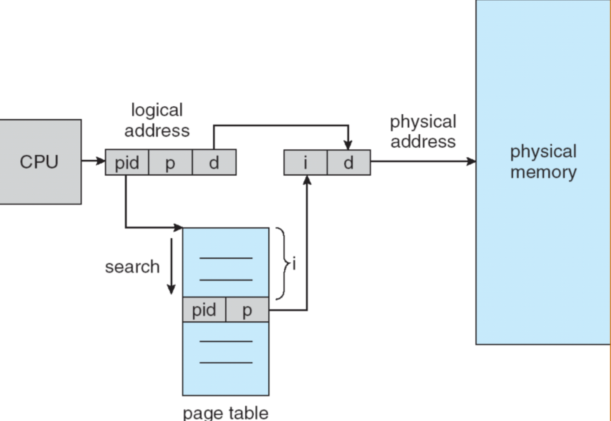 logical
address
physical
address
CPU
pid p d
i d
physical
memory
search
i
pid p
page table